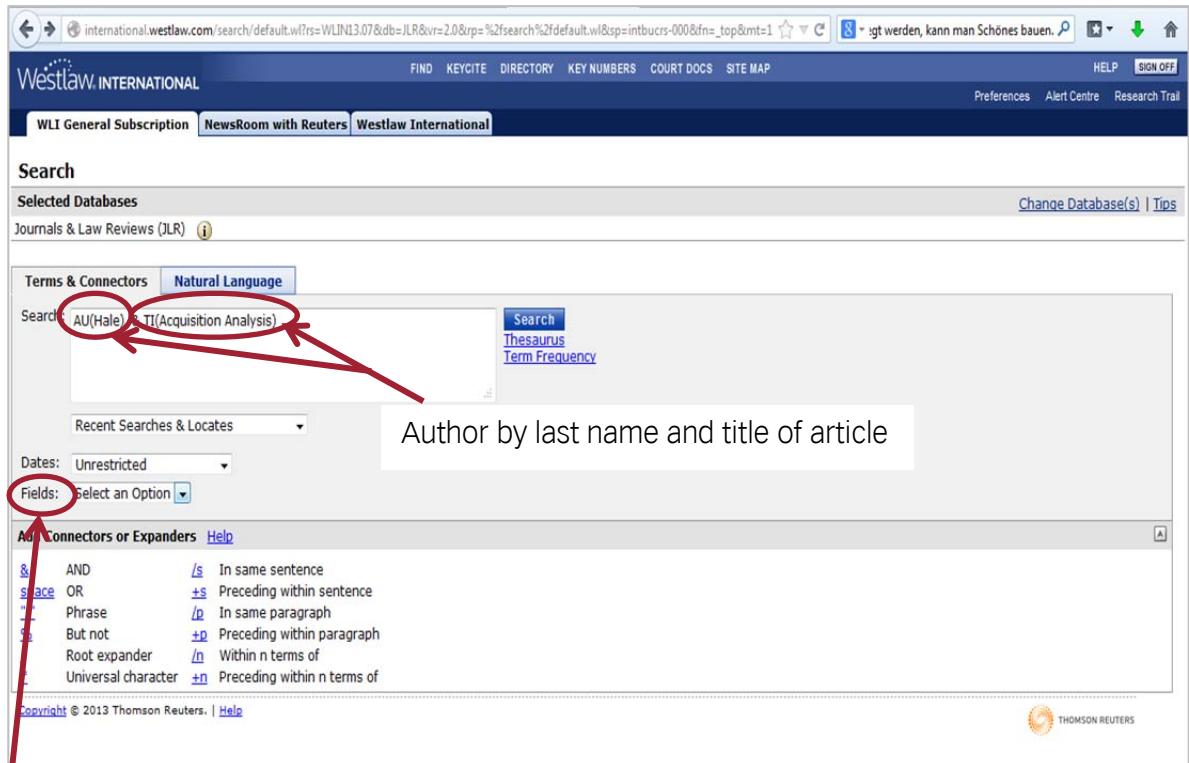 international.westlaw.com/search/default.wl?rs=WLIN13.07&db=JLR&vr=2.0&rp=%2fsearch%2fdefault.wl&sp=intbucrs-000&fn=_top&mt=1
egt werden, kann man Schönes bauen.
Westlaw. INTERNATIONAL
FIND KEYCITE DIRECTORY KEY NUMBERS COURT DOCS SITE MAP
HELP SIGN OFF
Preferences Alert Centre Research Trail
WLI General Subscription NewsRoom with Reuters Westlaw International
Search
Selected Databases
Change Database(s) | Tips
Journals & Law Reviews (JLR)
Terms & Connectors Natural Language
Search: AU(Hale) & TI(Acquisition Analysis)
Search
Thesaurus
Term Frequency
Recent Searches & Locates
Author by last name and title of article
Dates: Unrestricted
Fields: Select an Option
Connectors or Expanders Help
& AND /s In same sentence
space OR +s Preceding within sentence
" " Phrase /p In same paragraph
% But not +p Preceding within paragraph
Root expander /n Within n terms of
Universal character +n Preceding within n terms of
Copyright © 2013 Thomson Reuters. | Help
THOMSON REUTERS